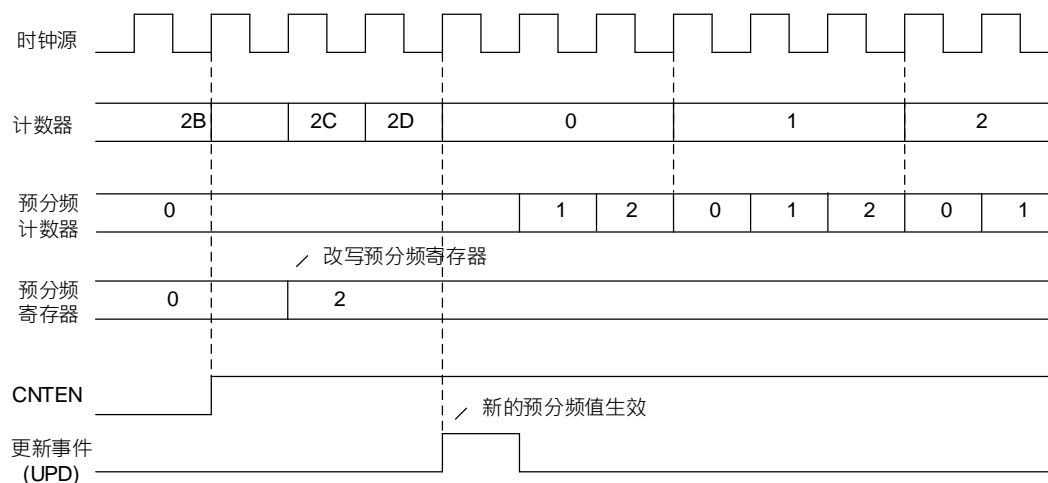 时钟源
计数器 2B 2C 2D 0 1 2
预分频
计数器
0 1 2 0 1 2 0 1
改写预分频寄存器
预分频
寄存器
0 2
CNTEN
新的预分频值生效
更新事件
(UPD)